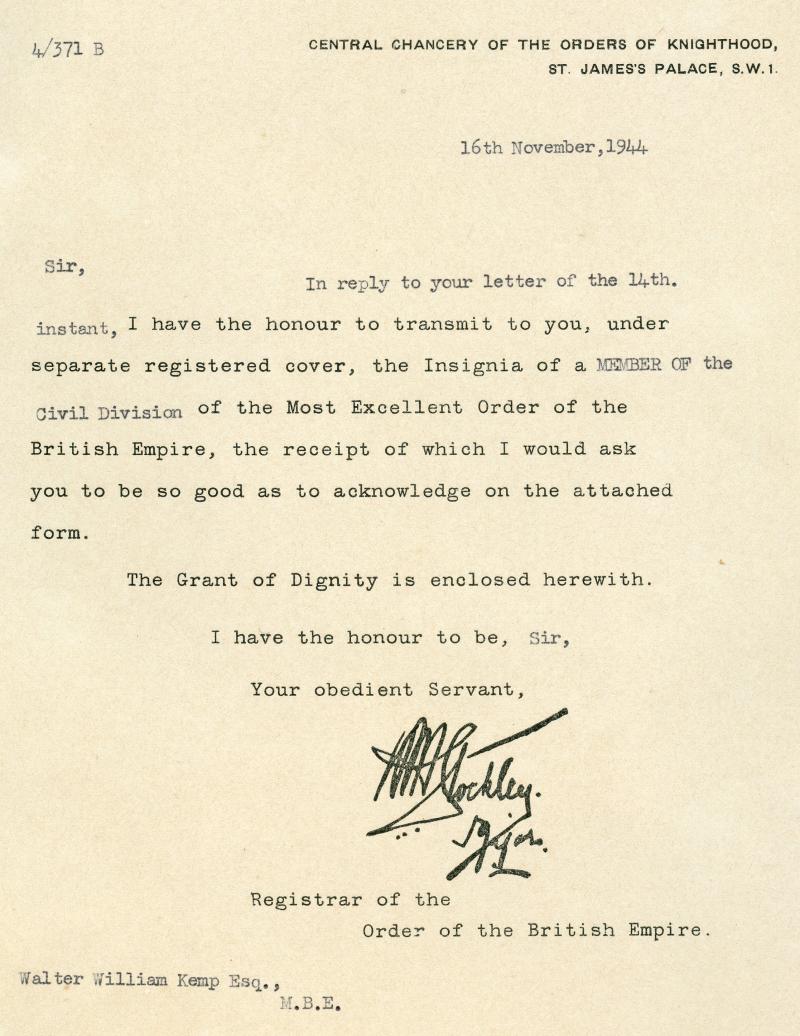 4/371 B
CENTRAL CHANCERY OF THE ORDERS OF KNIGHTHOOD,
ST. JAMES'S PALACE, S.W.1.
16th November,1944
Sir,
In reply to your letter of the 14th.
instant, I have the honour to transmit to you, under
separate registered cover, the Insignia of a MEMBER OF the
Civil Division of the Most Excellent Order of the
British Empire, the receipt of which I would ask
you to be so good as to acknowledge on the attached
form.
The Grant of Dignity is enclosed herewith.
I have the honour to be, Sir,
Your obedient Servant,
Stockley.
Major.
Registrar of the
Order of the British Empire.
Walter William Kemp Esq.,
M.B.E.